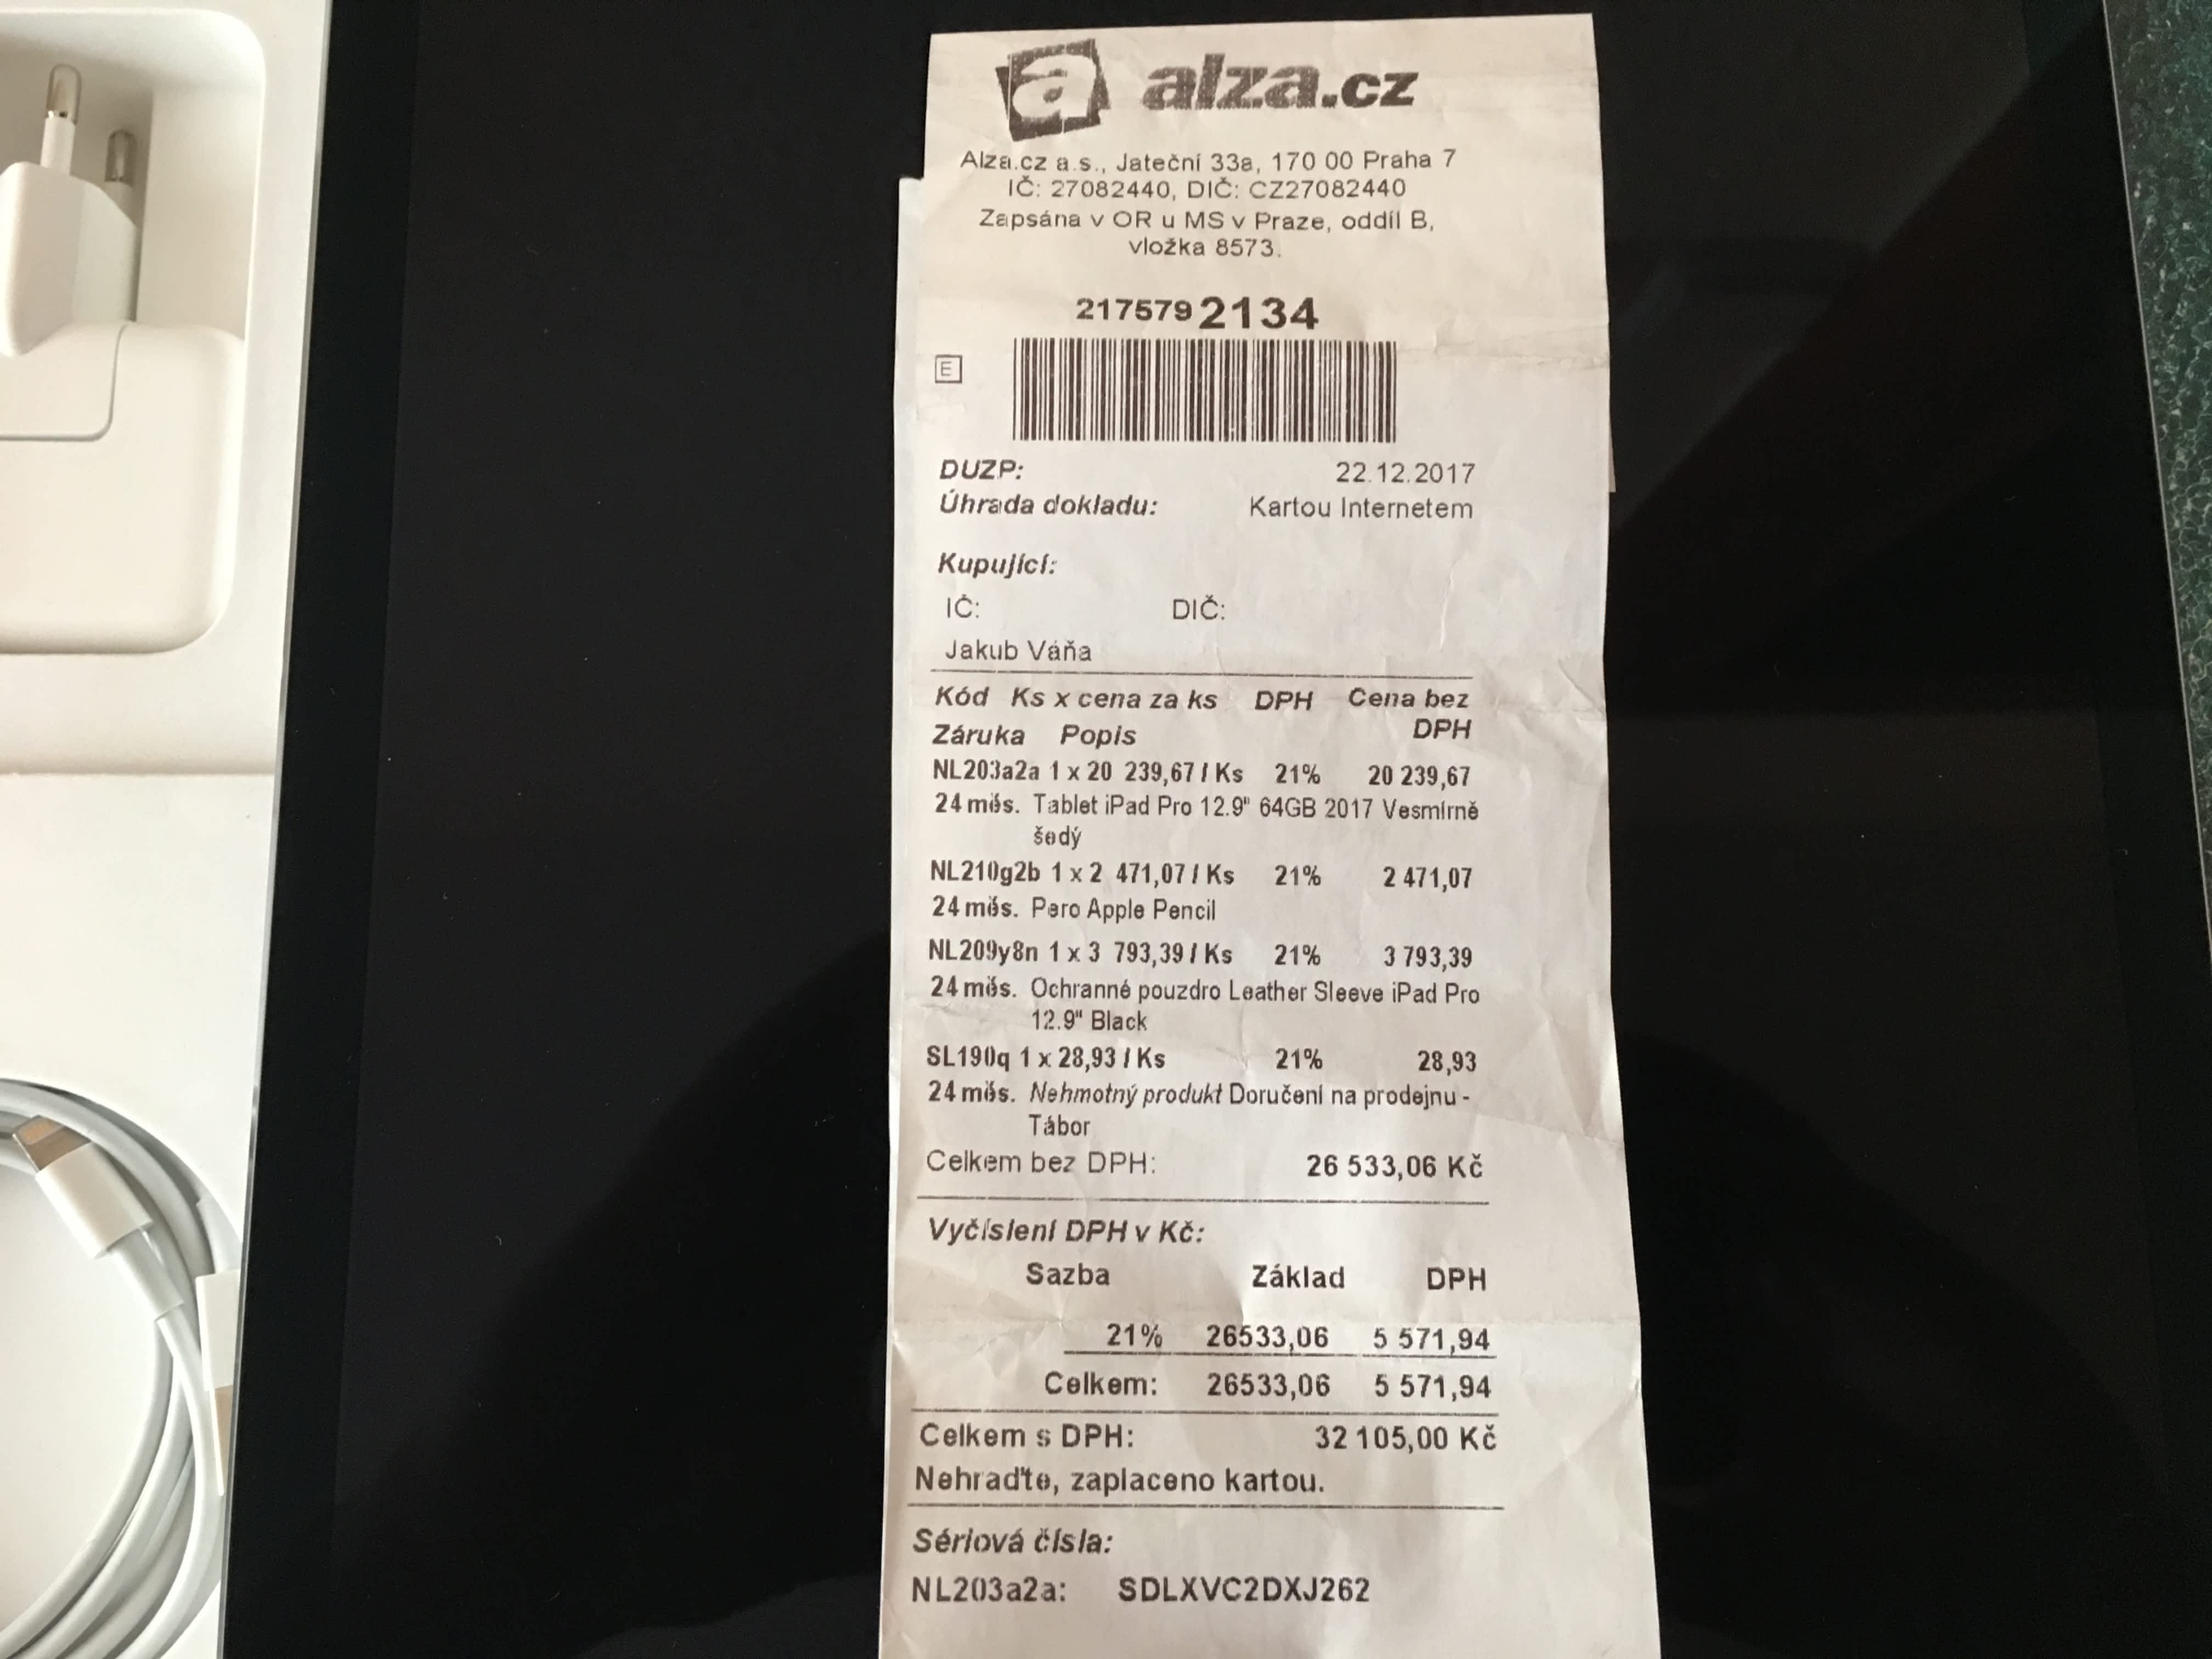 a alza.cz
Alza.cz a.s., Jateční 33a, 170 00 Praha 7
IČ: 27082440, DIČ: CZ27082440
Zapsána v OR u MS v Praze, oddíl B,
vložka 8573.
217579 2134
E
DUZP: 22.12.2017
Úhrada dokladu: Kartou Internetem
Kupující:
IČ: DIČ:
Jakub Váňa
Kód Ks x cena za ks DPH Cena bez
DPH
Záruka Popis
NL203a2a 1 x 20 239,67 / Ks 21% 20 239,67
24 měs. Tablet iPad Pro 12.9" 64GB 2017 Vesmírně
šedý
NL210g2b 1 x 2 471,07 / Ks 21% 2 471,07
24 měs. Pero Apple Pencil
NL209y8n 1 x 3 793,39 / Ks 21% 3 793,39
24 měs. Ochranné pouzdro Leather Sleeve iPad Pro
12.9" Black
SL190q 1 x 28,93 / Ks 21% 28,93
24 měs. Nehmotný produkt Doručení na prodejnu -
Tábor
Celkem bez DPH: 26 533,06 Kč
Vyčíslení DPH v Kč:
Sazba Základ DPH
21% 26533,06 5 571,94
Celkem: 26533,06 5 571,94
Celkem s DPH: 32 105,00 Kč
Nehraďte, zaplaceno kartou.
Sériová čísla:
NL203a2a: SDLXVC2DXJ262